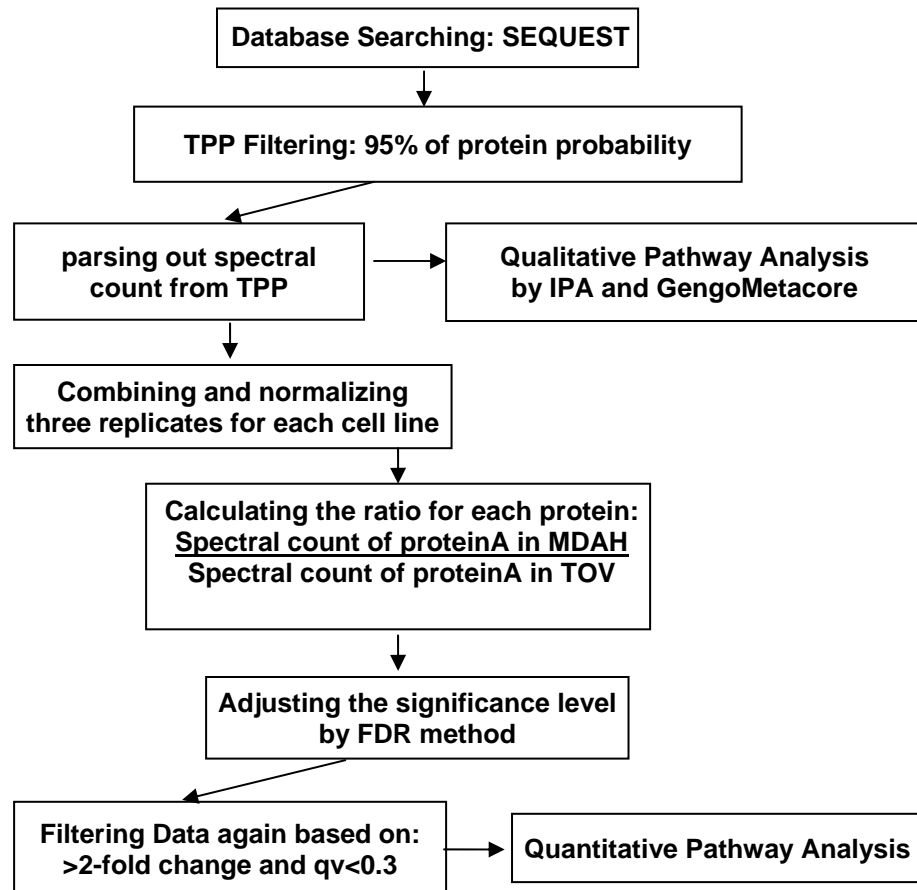 Database Searching: SEQUEST
TPP Filtering: 95% of protein probability
parsing out spectral
count from TPP
Qualitative Pathway Analysis
by IPA and GengoMetacore
Combining and normalizing
three replicates for each cell line
Calculating the ratio for each protein:
Spectral count of proteinA in MDAH
Spectral count of proteinA in TOV
Adjusting the significance level
by FDR method
Filtering Data again based on:
>2-fold change and qv<0.3
Quantitative Pathway Analysis